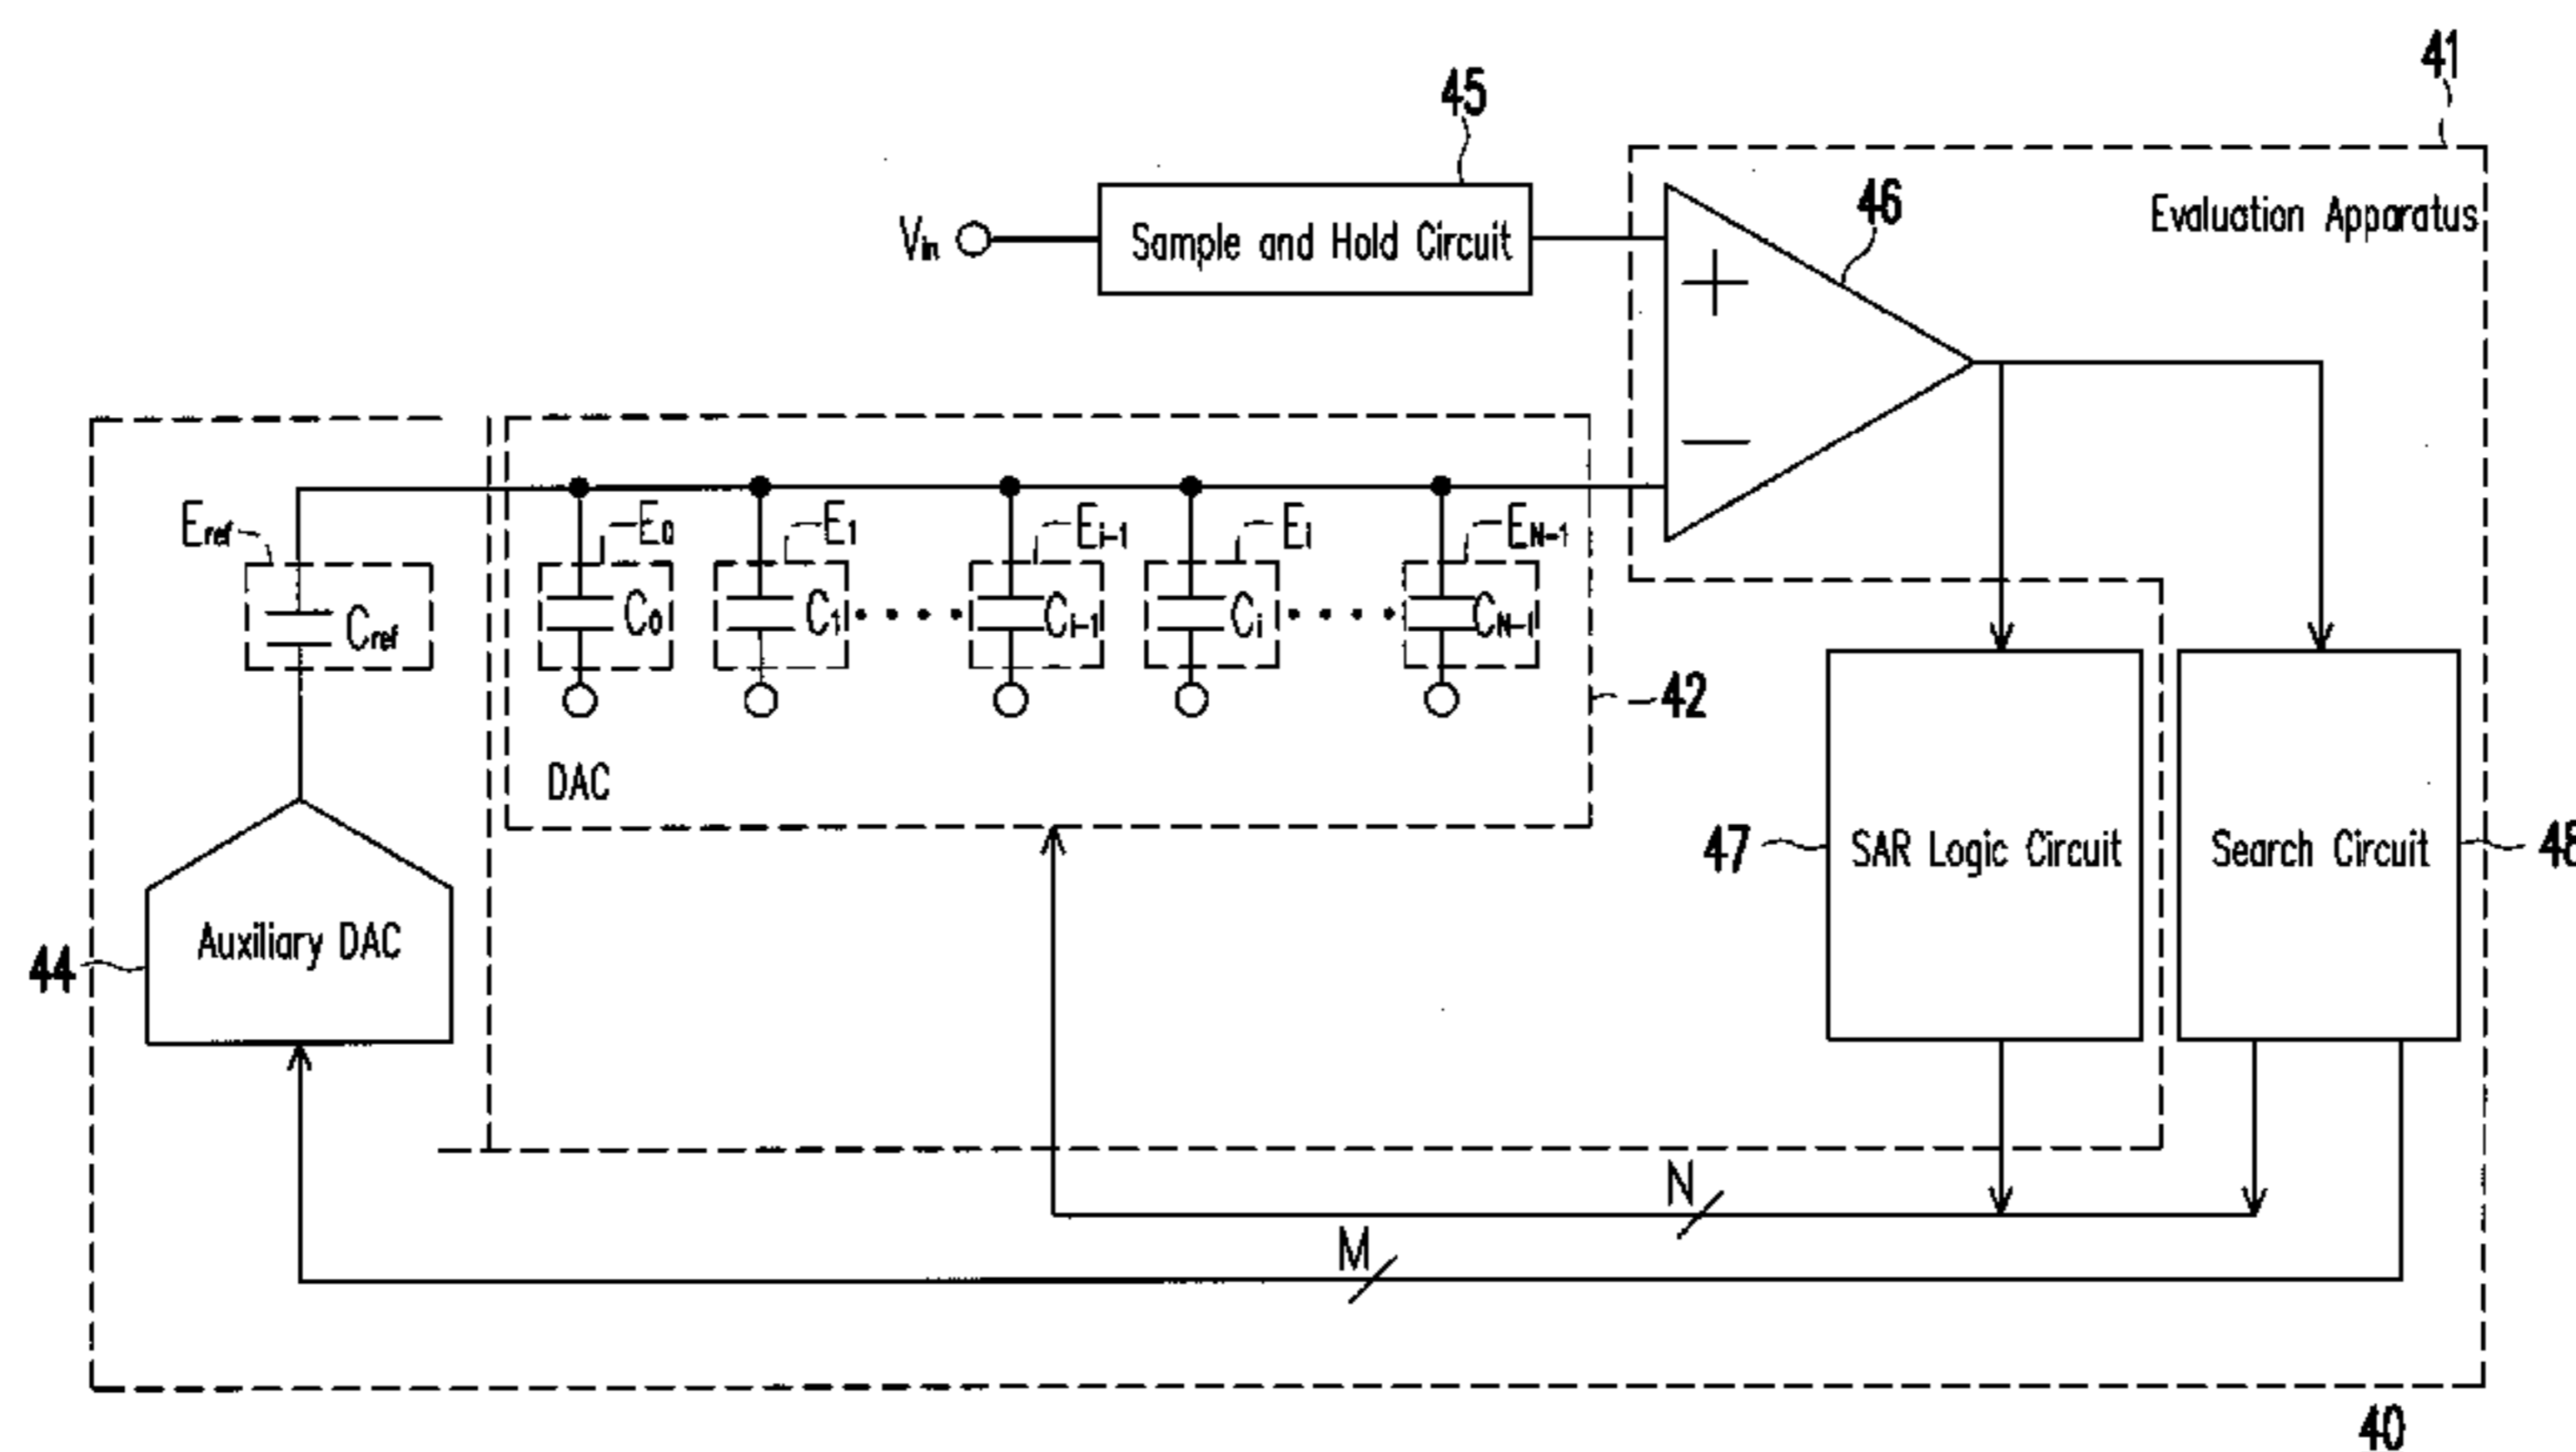 41
45
46
Evaluation Apparatus
Vin
Sample and Hold Circuit
+
−
Eref
E0
E1
Ei-1
Ei
EN-1
Cref
C0
C1
Ci-1
Ci
CN-1
42
DAC
47
SAR Logic Circuit
Search Circuit
48
Auxiliary DAC
44
N
M
40